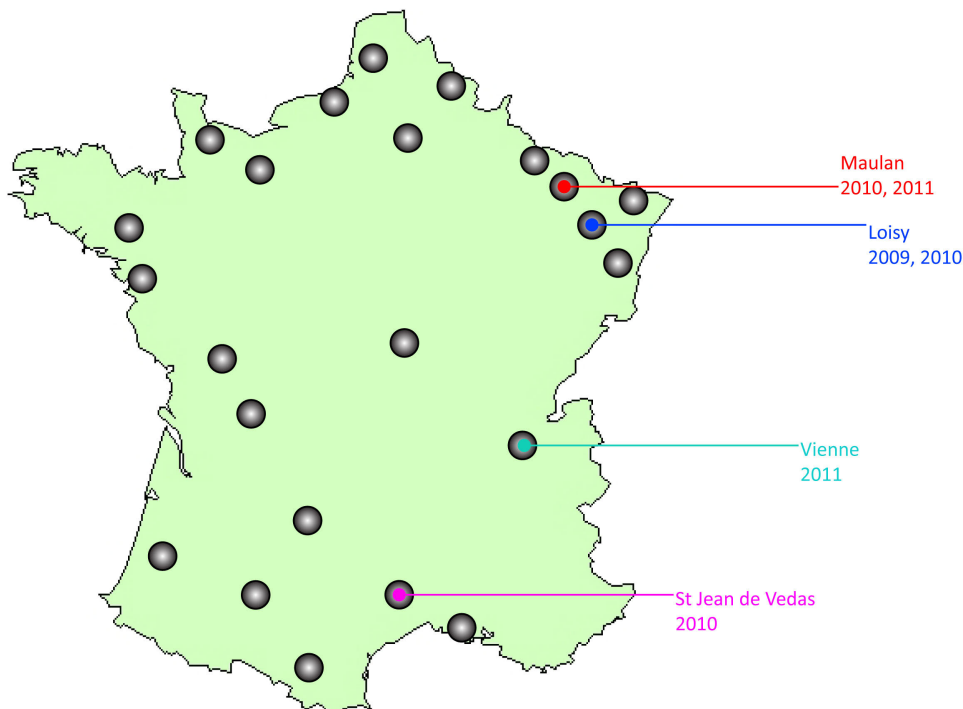 Maulan
2010, 2011
Loisy
2009, 2010
Vienne
2011
St Jean de Vedas
2010